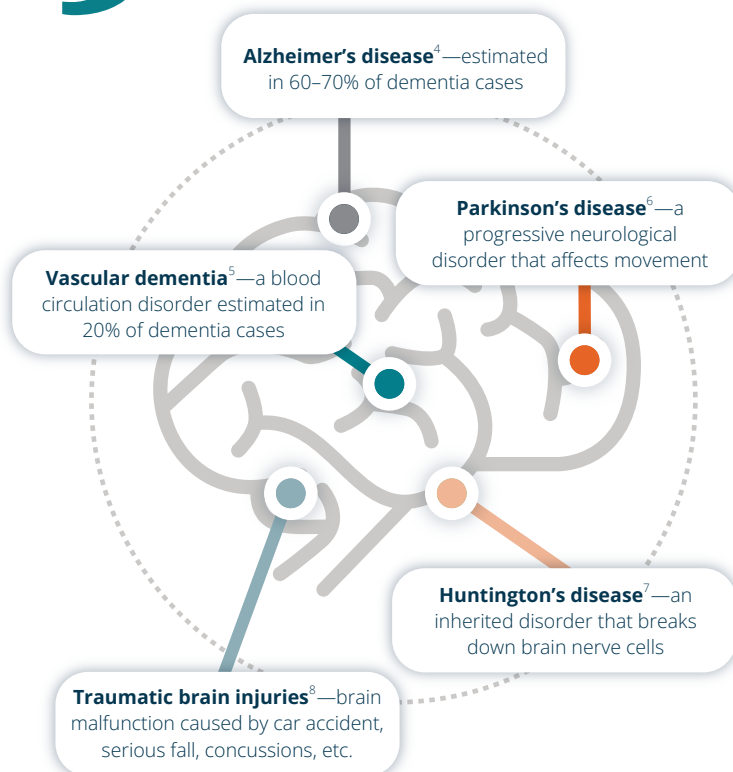 Alzheimer's disease⁴—estimated
in 60–70% of dementia cases
Parkinson's disease⁶—a
progressive neurological
disorder that affects movement
Vascular dementia⁵—a blood
circulation disorder estimated in
20% of dementia cases
Huntington's disease⁷—an
inherited disorder that breaks
down brain nerve cells
Traumatic brain injuries⁸—brain
malfunction caused by car accident,
serious fall, concussions, etc.